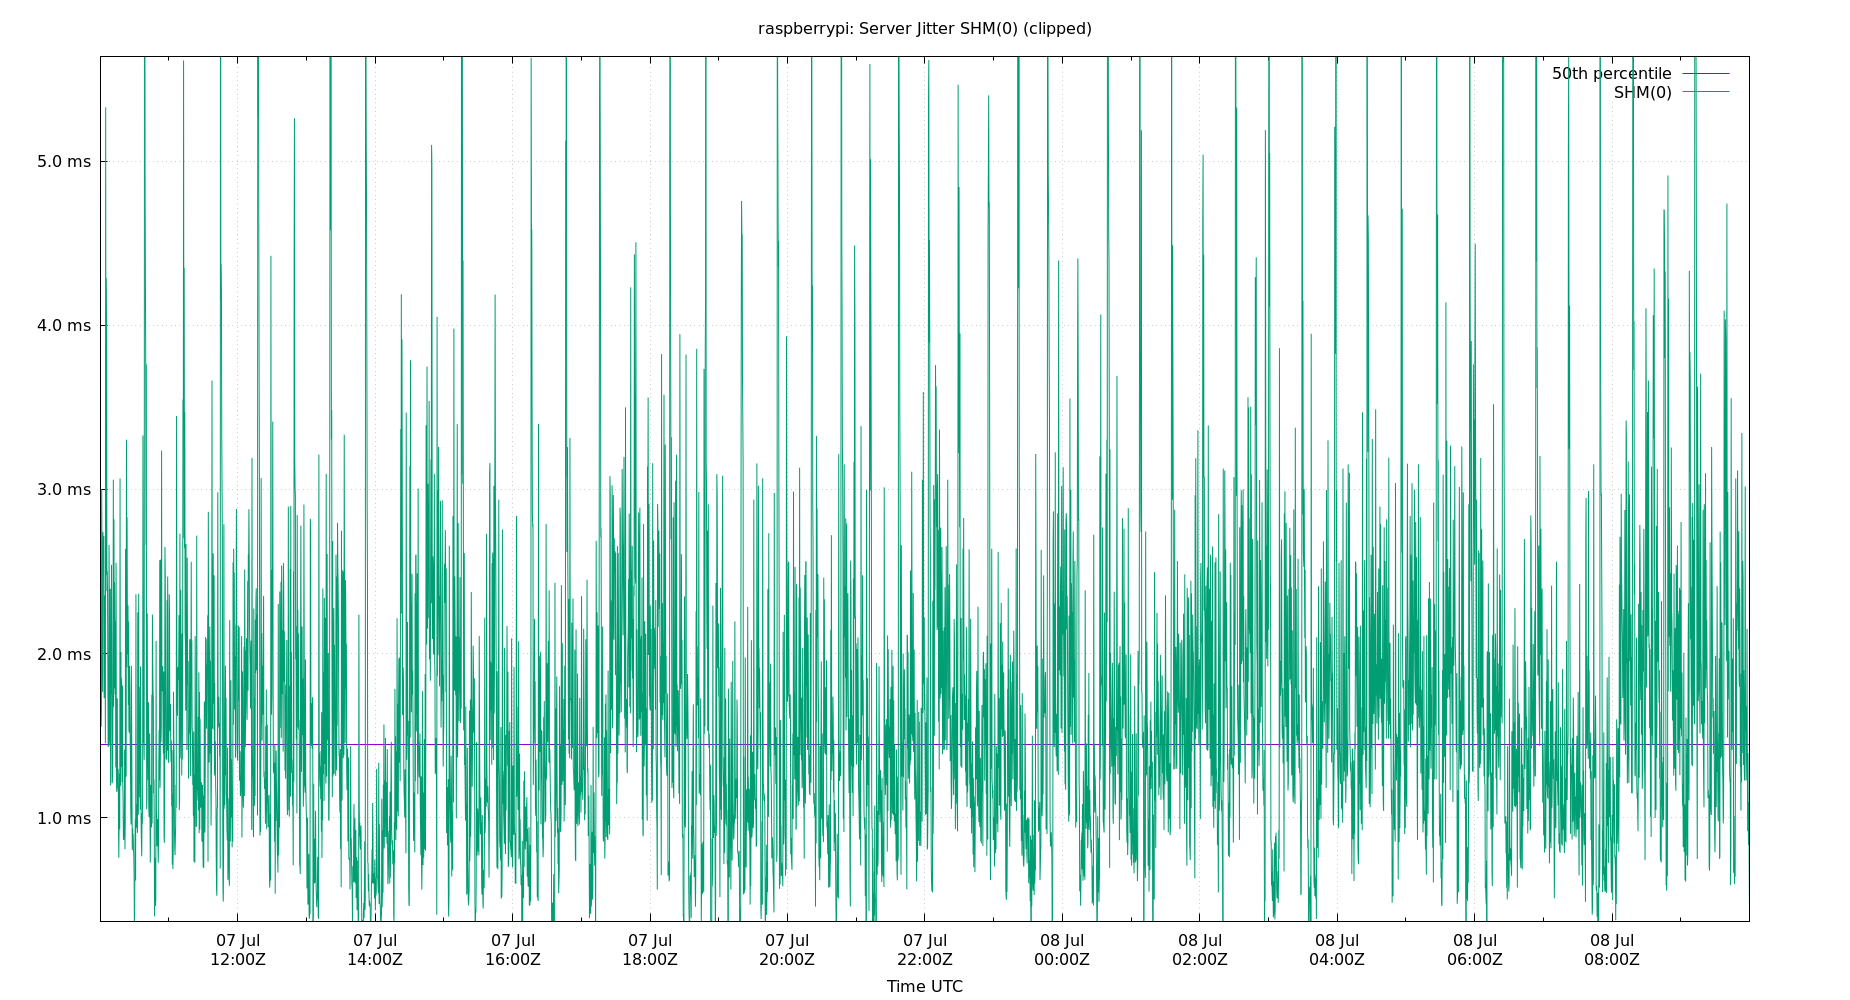 raspberrypi: Server Jitter SHM(0) (clipped)
50th percentile
SHM(0)
5.0 ms
4.0 ms
3.0 ms
2.0 ms
1.0 ms
07 Jul 07 Jul 07 Jul 07 Jul 07 Jul 07 Jul 08 Jul 08 Jul 08 Jul 08 Jul 08 Jul
12:00Z 14:00Z 16:00Z 18:00Z 20:00Z 22:00Z 00:00Z 02:00Z 04:00Z 06:00Z 08:00Z
Time UTC